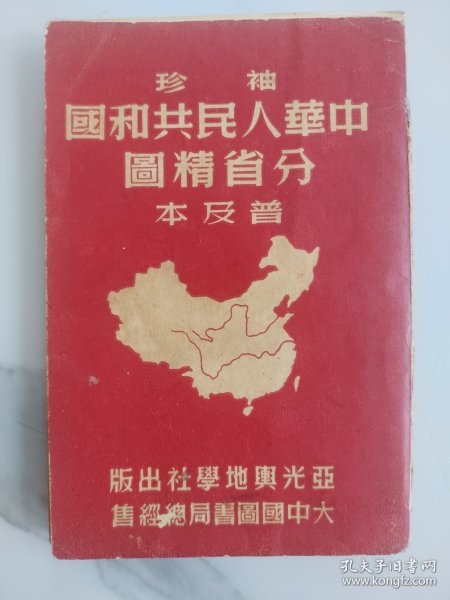 袖珍
中華人民共和國
分省精圖
普及本
亞光輿地學社出版
大中國圖書局總經售
孔夫子旧书网
www.kongfz.com